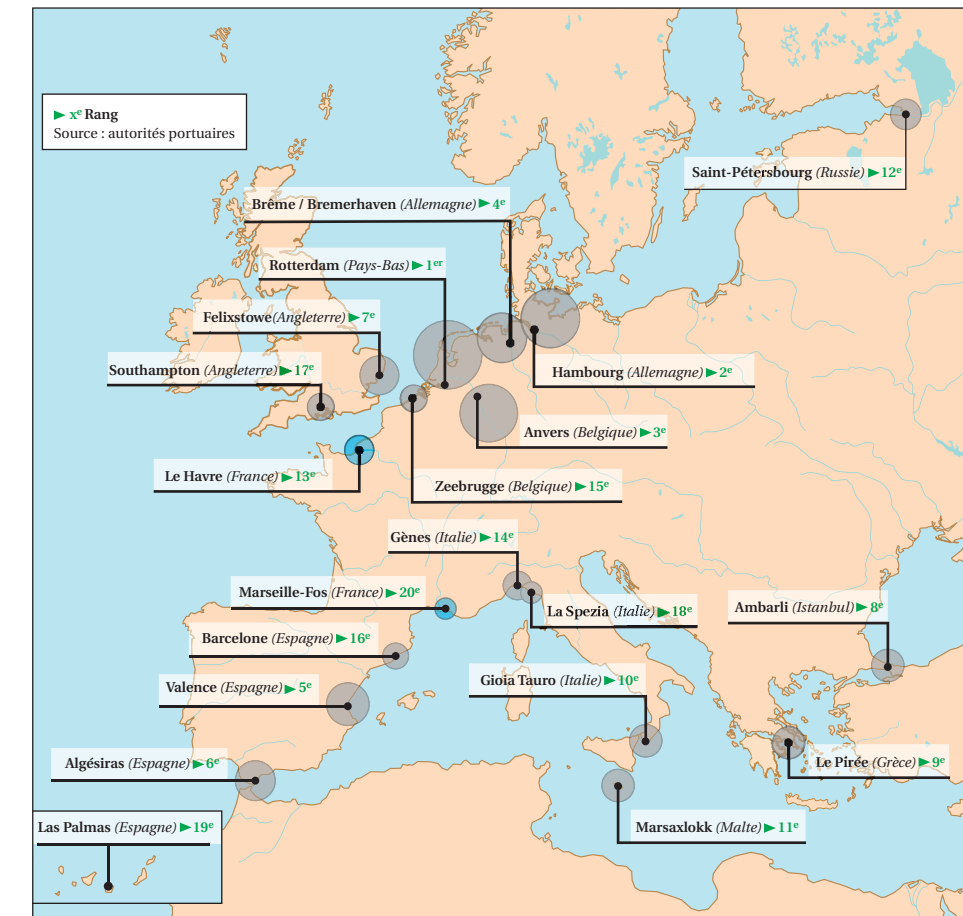 ► xᵉ Rang
Source : autorités portuaires
Saint-Pétersbourg (Russie) ► 12ᵉ
Brême / Bremerhaven (Allemagne) ► 4ᵉ
Rotterdam (Pays-Bas) ► 1ᵉʳ
Felixstowe(Angleterre) ► 7ᵉ
Southampton (Angleterre) ► 17ᵉ
Hambourg (Allemagne) ► 2ᵉ
Anvers (Belgique) ► 3ᵉ
Le Havre (France) ► 13ᵉ
Zeebrugge (Belgique) ► 15ᵉ
Gènes (Italie) ► 14ᵉ
Marseille-Fos (France) ► 20ᵉ
La Spezia (Italie) ► 18ᵉ
Ambarli (Istanbul) ► 8ᵉ
Barcelone (Espagne) ► 16ᵉ
Valence (Espagne) ► 5ᵉ
Gioia Tauro (Italie) ► 10ᵉ
Algésiras (Espagne) ► 6ᵉ
Le Pirée (Grèce) ► 9ᵉ
Las Palmas (Espagne) ► 19ᵉ
Marsaxlokk (Malte) ► 11ᵉ